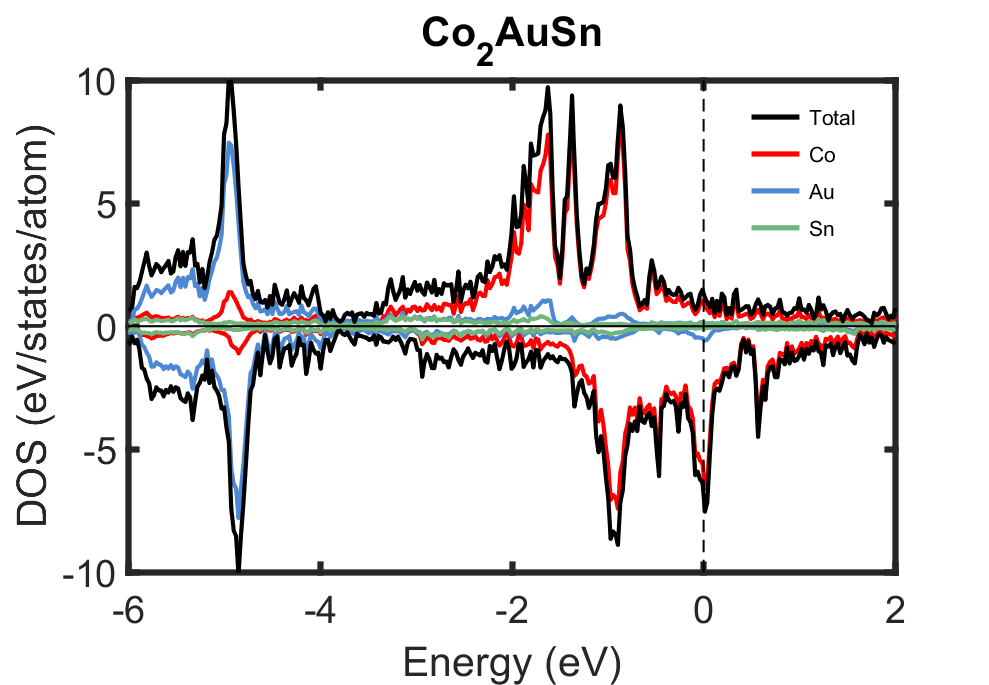 Co₂AuSn
DOS (eV/states/atom)
10
5
0
-5
-10
Total
Co
Au
Sn
-6
-4
-2
0
2
Energy (eV)